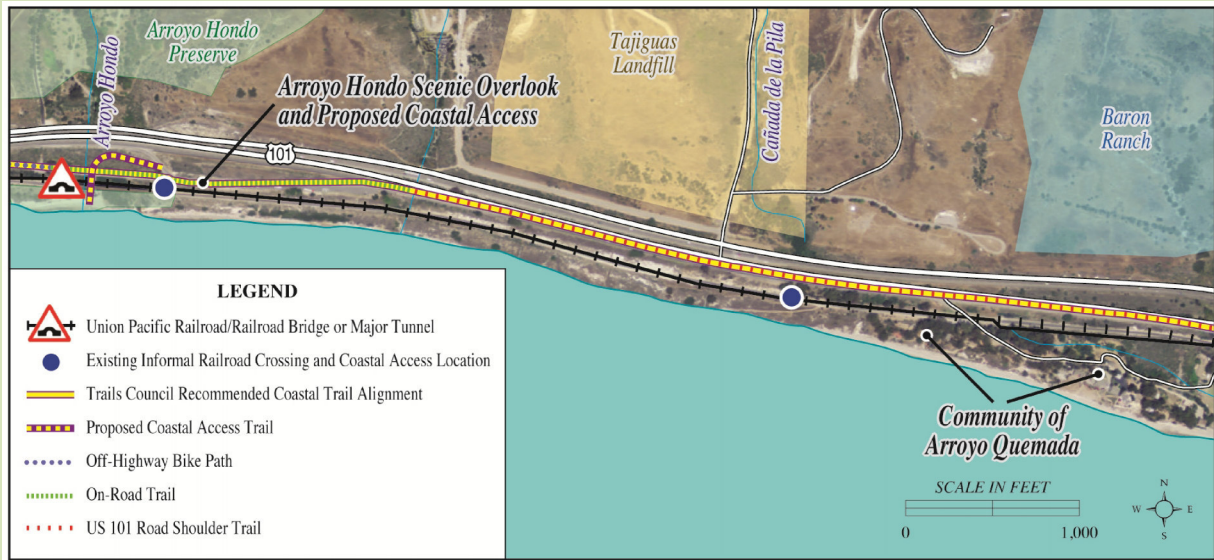 Arroyo Hondo
Preserve
Arroyo Hondo
Arroyo Hondo Scenic Overlook
and Proposed Coastal Access
101
Tajiguas
Landfill
Cañada de la Pila
Baron
Ranch
Community of
Arroyo Quemada
LEGEND
Union Pacific Railroad/Railroad Bridge or Major Tunnel
Existing Informal Railroad Crossing and Coastal Access Location
Trails Council Recommended Coastal Trail Alignment
Proposed Coastal Access Trail
Off-Highway Bike Path
On-Road Trail
US 101 Road Shoulder Trail
SCALE IN FEET
0 1,000
N
W E
S